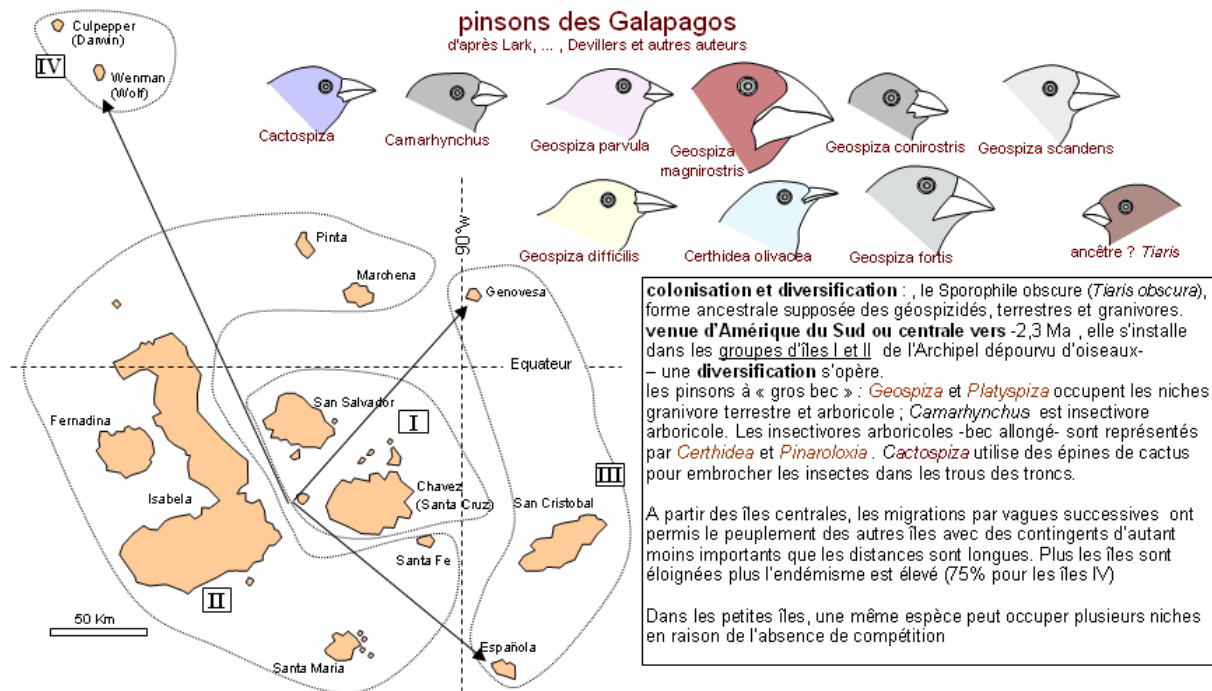 pinsons des Galapagos
d'après Lark, ... , Devillers et autres auteurs
Culpepper
(Darwin)
IV
Wenman
(Wolf)
Cactospiza
Camarhynchus
Geospiza parvula
Geospiza
magnirostris
Geospiza conirostris
Geospiza scandens
Geospiza difficilis
Certhidea olivacea
Geospiza fortis
ancêtre ? Tiaris
90°w
Pinta
Marchena
Genovesa
Equateur
San Salvador
I
Fernadina
Isabela
Chavez
(Santa Cruz)
III
San Cristobal
Santa Fe
II
50 Km
Santa Maria
Española
colonisation et diversification : , le Sporophile obscure (Tiaris obscura),
forme ancestrale supposée des géospizidés, terrestres et granivores.
venue d'Amérique du Sud ou centrale vers -2,3 Ma , elle s'installe
dans les groupes d'îles I et II de l'Archipel dépourvu d'oiseaux-
– une diversification s'opère.
les pinsons à « gros bec » : Geospiza et Platyspiza occupent les niches
granivore terrestre et arboricole ; Camarhynchus est insectivore
arboricole. Les insectivores arboricoles -bec allongé- sont représentés
par Certhidea et Pinaroloxia . Cactospiza utilise des épines de cactus
pour embrocher les insectes dans les trous des troncs.
A partir des îles centrales, les migrations par vagues successives ont
permis le peuplement des autres îles avec des contingents d'autant
moins importants que les distances sont longues. Plus les îles sont
éloignées plus l'endémisme est élevé (75% pour les îles IV)
Dans les petites îles, une même espèce peut occuper plusieurs niches
en raison de l'absence de compétition